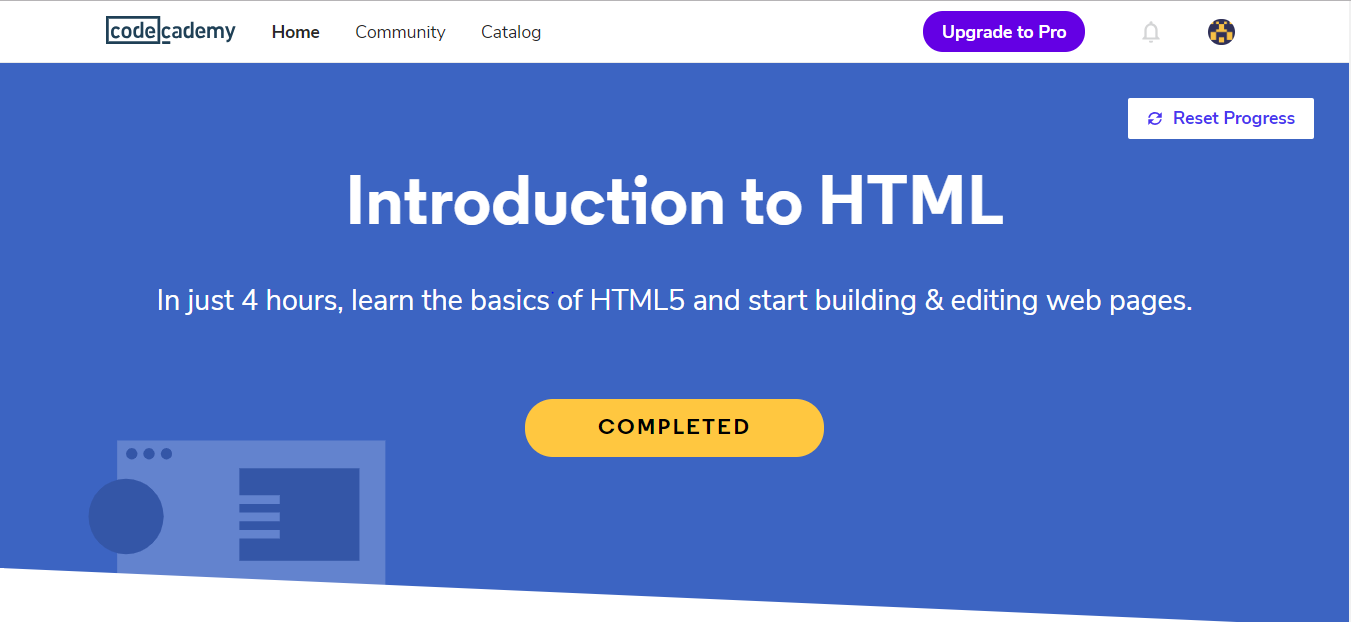 codecademy Home Community Catalog Upgrade to Pro
Reset Progress
Introduction to HTML
In just 4 hours, learn the basics of HTML5 and start building & editing web pages.
COMPLETED